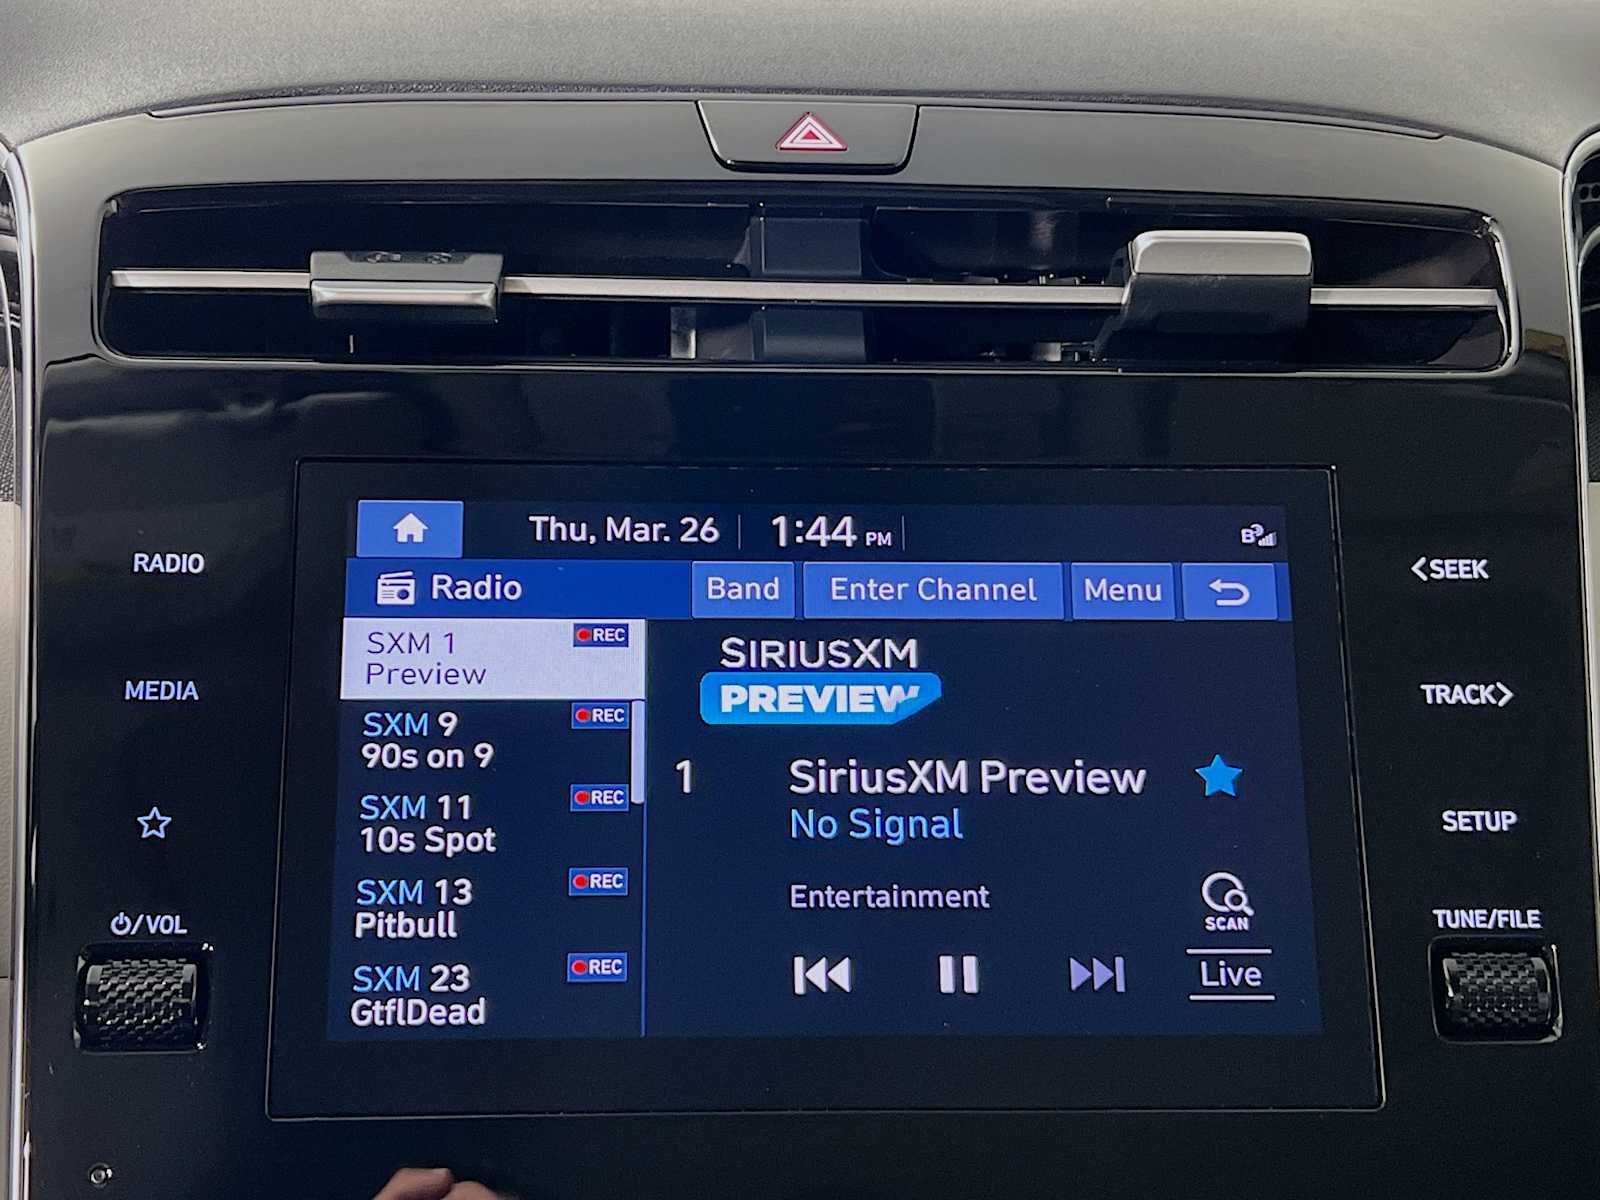 Thu, Mar. 26 1:44 PM
Radio Band Enter Channel Menu
SXM 1 REC
Preview
SXM 9 REC
90s on 9
SXM 11 REC
10s Spot
SXM 13 REC
Pitbull
SXM 23 REC
GtflDead
SIRIUSXM
PREVIEW
1 SiriusXM Preview
No Signal
Entertainment
SCAN
Live
RADIO
MEDIA
/VOL
<SEEK
TRACK>
SETUP
TUNE/FILE